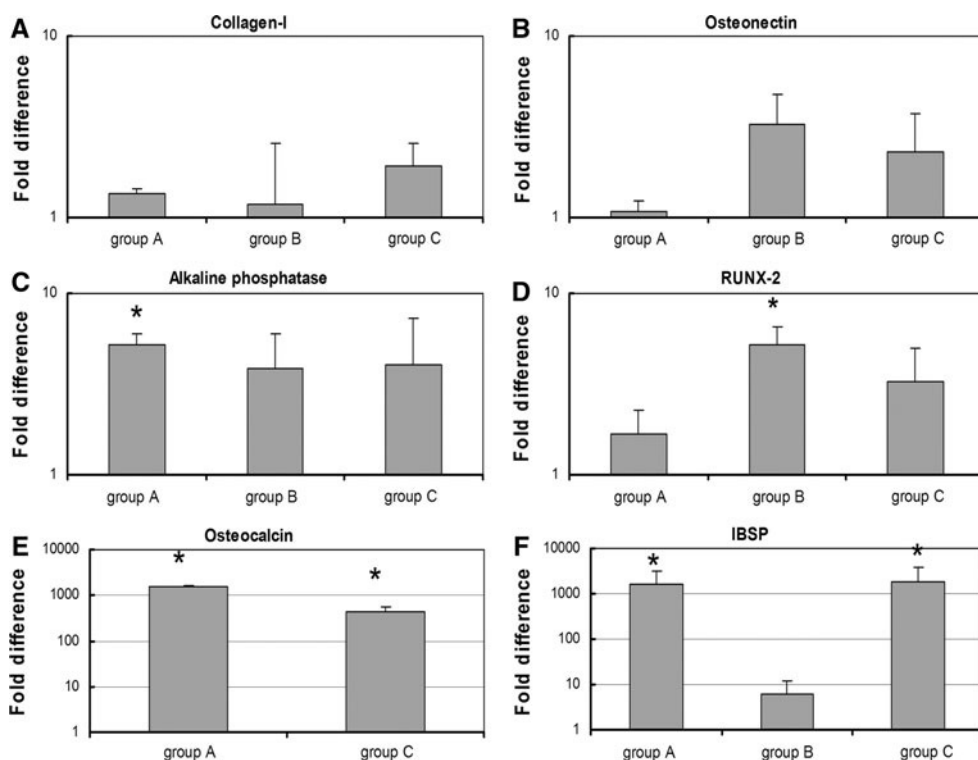 A
Collagen-I
10
Fold difference
1
group A
group B
group C
B
Osteonectin
10
Fold difference
1
group A
group B
group C
C
Alkaline phosphatase
10
*
Fold difference
1
group A
group B
group C
D
RUNX-2
10
*
Fold difference
1
group A
group B
group C
E
Osteocalcin
10000
*
*
1000
Fold difference
100
10
1
group A
group C
F
IBSP
10000
*
*
1000
Fold difference
100
10
1
group A
group B
group C